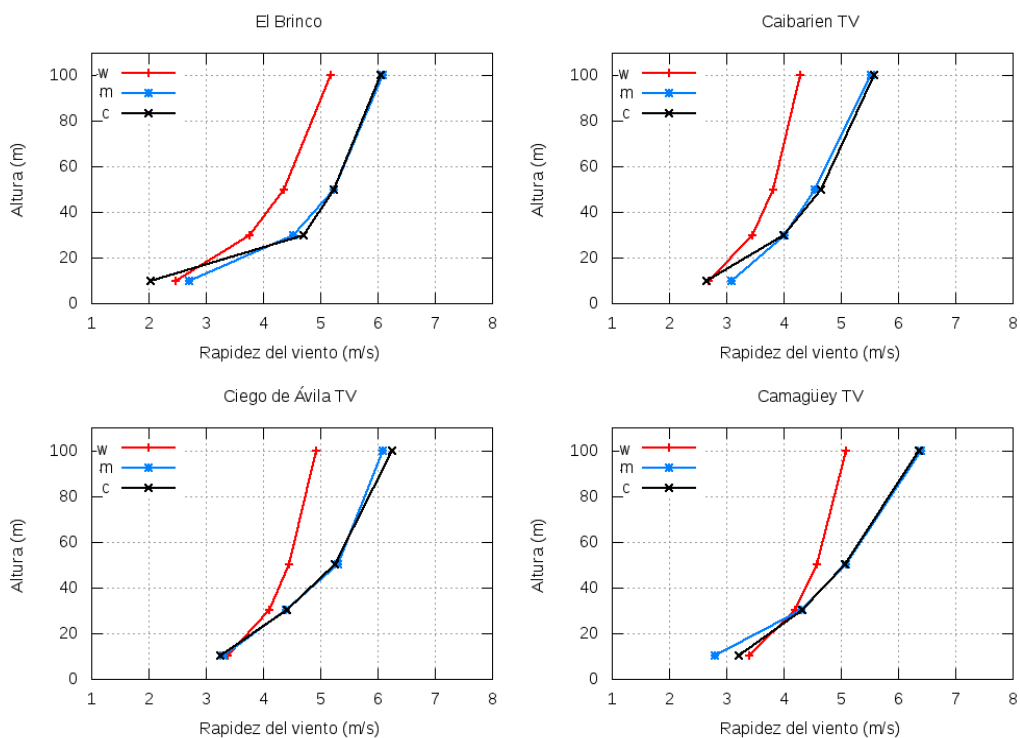 El Brinco
Altura (m)
100
80
60
40
20
0
w
m
c
1 2 3 4 5 6 7 8
Rapidez del viento (m/s)
Caibarien TV
Altura (m)
100
80
60
40
20
0
w
m
c
1 2 3 4 5 6 7 8
Rapidez del viento (m/s)
Ciego de Ávila TV
Altura (m)
100
80
60
40
20
0
w
m
c
1 2 3 4 5 6 7 8
Rapidez del viento (m/s)
Camagüey TV
Altura (m)
100
80
60
40
20
0
w
m
c
1 2 3 4 5 6 7 8
Rapidez del viento (m/s)